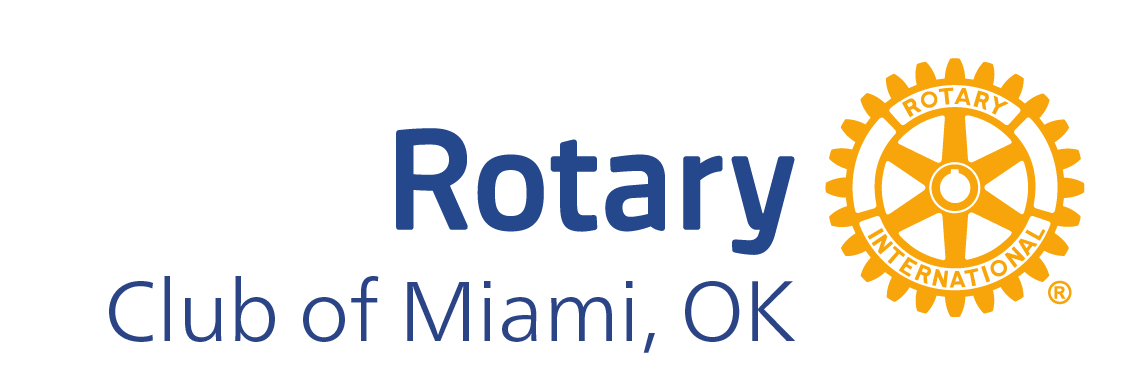 Rotary
Club of Miami, OK
ROTARY
INTERNATIONAL
®